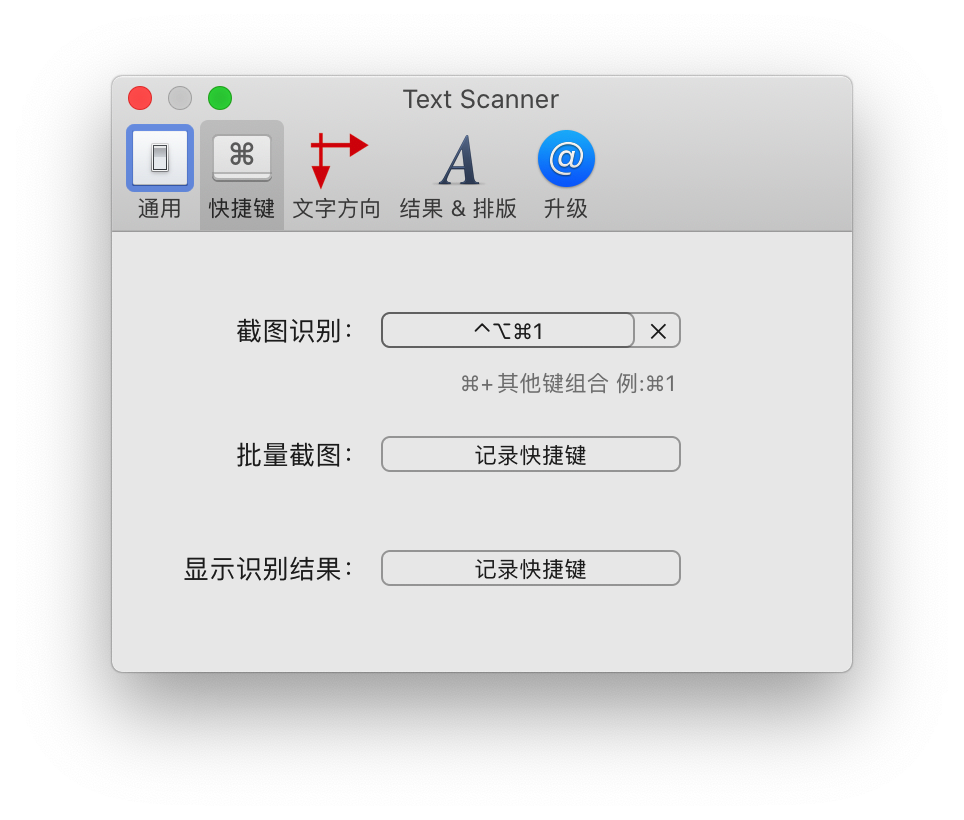 Text Scanner
⌘
@
通用 快捷键 文字方向 结果 & 排版 升级
截图识别： ^⌥⌘1 ×
⌘+其他键组合 例:⌘1
批量截图： 记录快捷键
显示识别结果： 记录快捷键